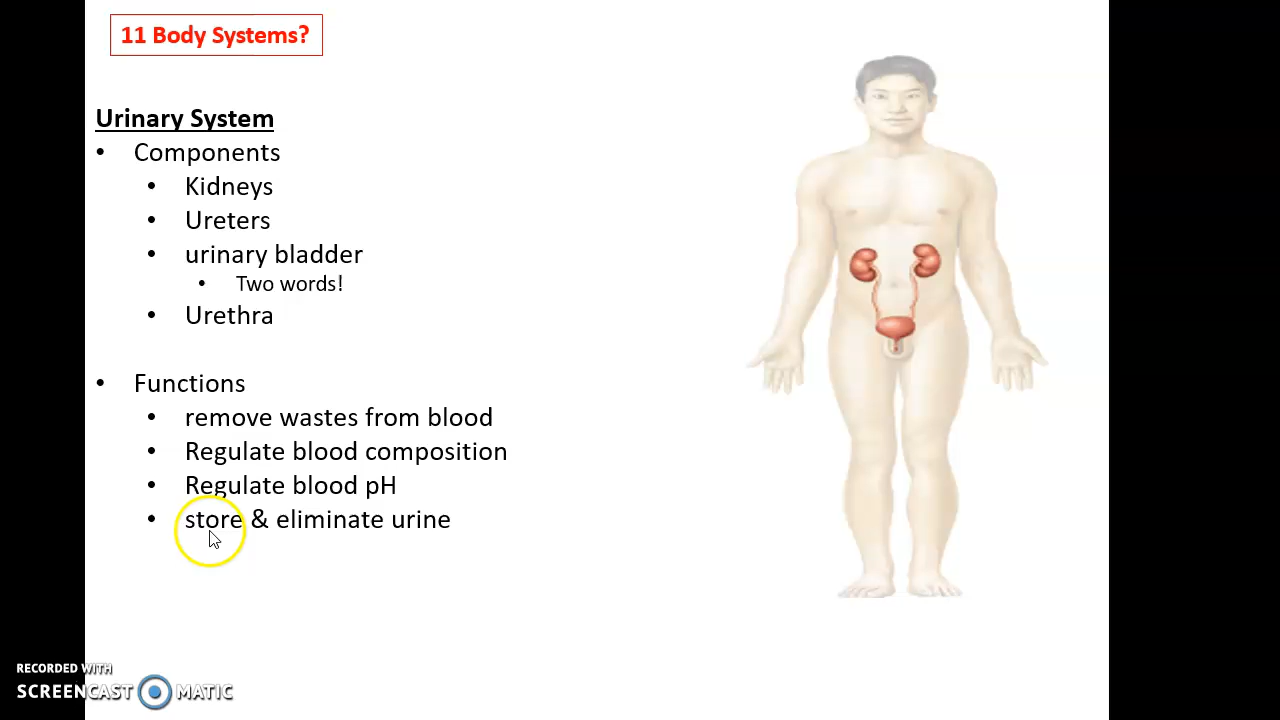 11 Body Systems?
Urinary System
• Components
• Kidneys
• Ureters
• urinary bladder
• Two words!
• Urethra
• Functions
• remove wastes from blood
• Regulate blood composition
• Regulate blood pH
• store & eliminate urine
RECORDED WITH
SCREENCAST MATIC